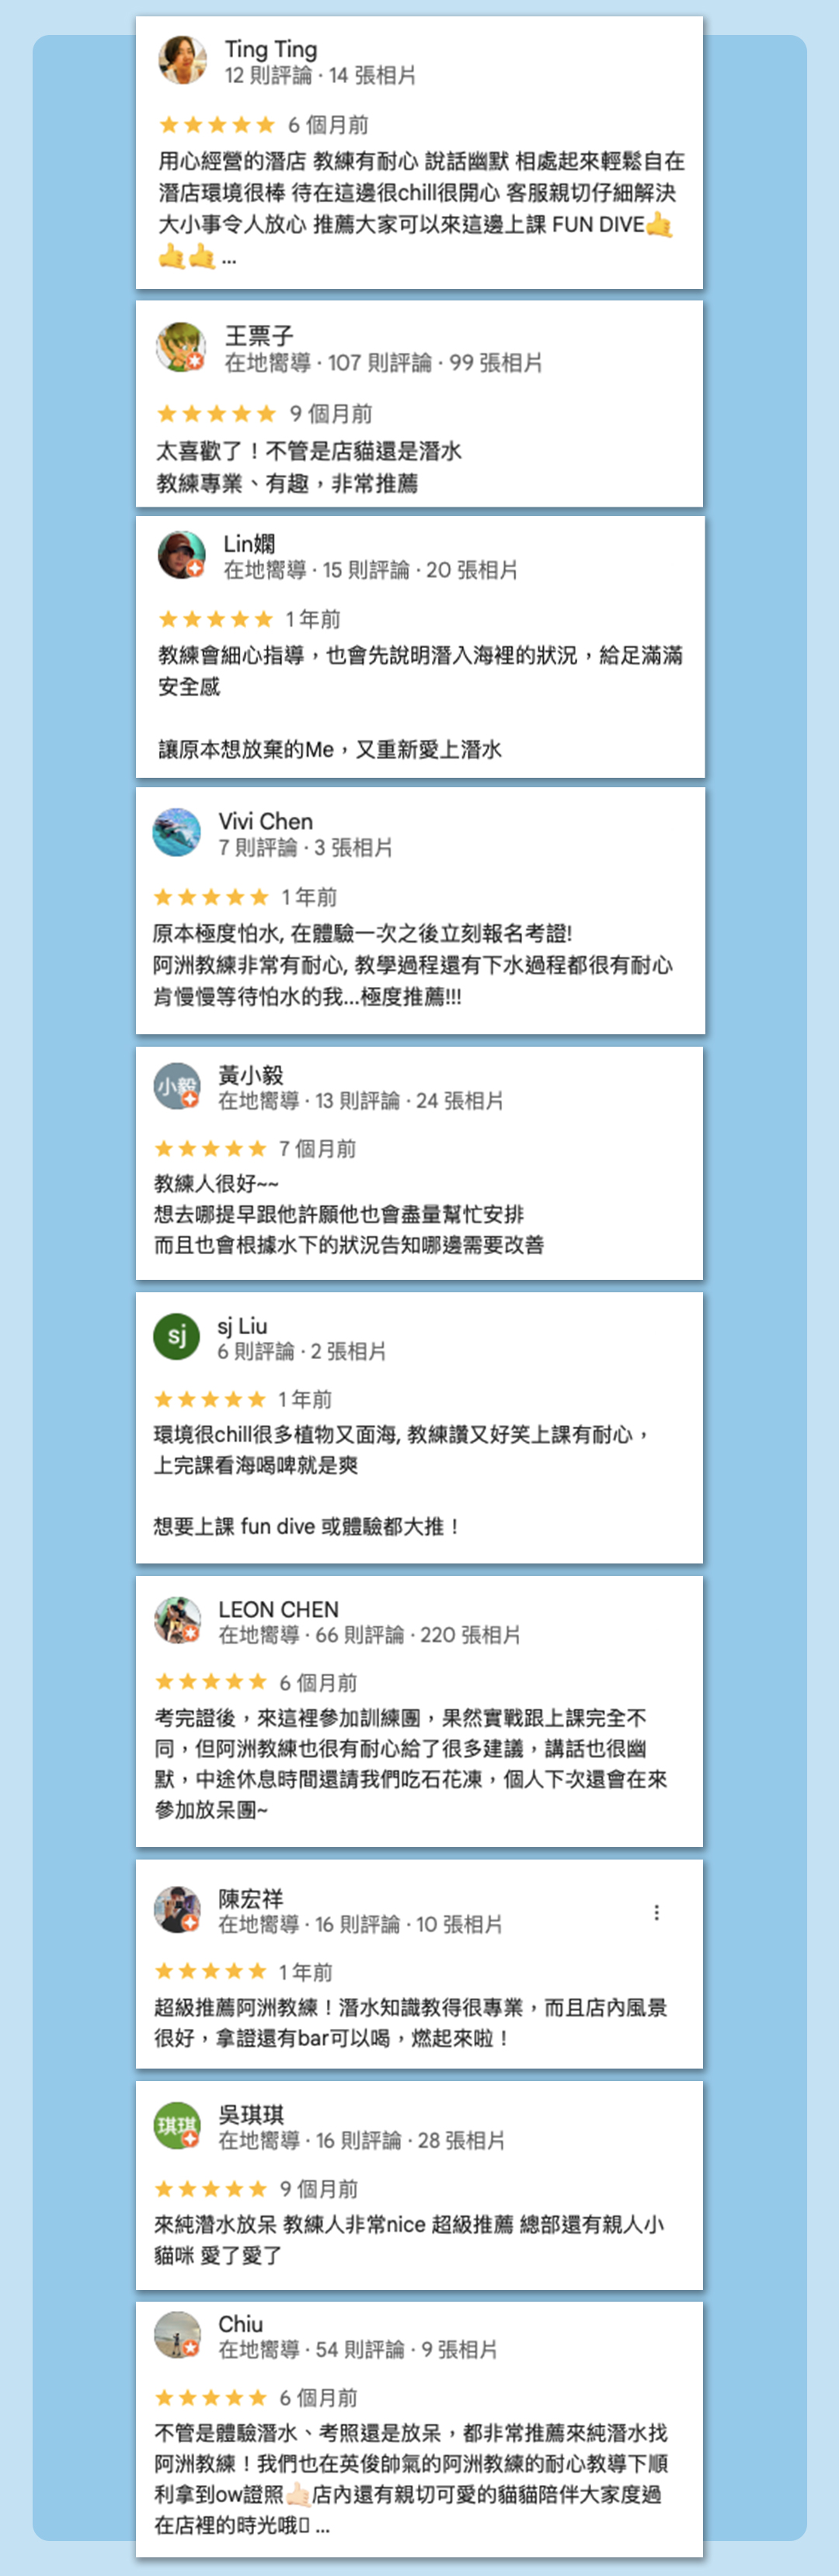 Ting Ting
12 則評論 · 14 張相片
6 個月前
用心經營的潛店 教練有耐心 說話幽默 相處起來輕鬆自在
潛店環境很棒 待在這邊很chill很開心 客服親切仔細解決
大小事令人放心 推薦大家可以來這邊上課 FUN DIVE🤙
🤙🤙 ...
王票子
在地嚮導 · 107 則評論 · 99 張相片
9 個月前
太喜歡了！不管是店貓還是潛水
教練專業、有趣，非常推薦
Lin嫻
在地嚮導 · 15 則評論 · 20 張相片
1 年前
教練會細心指導，也會先說明潛入海裡的狀況，給足滿滿
安全感
讓原本想放棄的Me，又重新愛上潛水
Vivi Chen
7 則評論 · 3 張相片
1 年前
原本極度怕水, 在體驗一次之後立刻報名考證!
阿洲教練非常有耐心, 教學過程還有下水過程都很有耐心
肯慢慢等待怕水的我...極度推薦!!!
小毅
黃小毅
在地嚮導 · 13 則評論 · 24 張相片
7 個月前
教練人很好~~
想去哪提早跟他許願他也會盡量幫忙安排
而且也會根據水下的狀況告知哪邊需要改善
sj
sj Liu
6 則評論 · 2 張相片
1 年前
環境很chill很多植物又面海, 教練讚又好笑上課有耐心，
上完課看海喝啤就是爽
想要上課 fun dive 或體驗都大推！
LEON CHEN
在地嚮導 · 66 則評論 · 220 張相片
6 個月前
考完證後，來這裡參加訓練團，果然實戰跟上課完全不
同，但阿洲教練也很有耐心給了很多建議，講話也很幽
默，中途休息時間還請我們吃石花凍，個人下次還會在來
參加放呆團~
陳宏祥
在地嚮導 · 16 則評論 · 10 張相片
1 年前
超級推薦阿洲教練！潛水知識教得很專業，而且店內風景
很好，拿證還有bar可以喝，燃起來啦！
琪琪
吳琪琪
在地嚮導 · 16 則評論 · 28 張相片
9 個月前
來純潛水放呆 教練人非常nice 超級推薦 總部還有親人小
貓咪 愛了愛了
Chiu
在地嚮導 · 54 則評論 · 9 張相片
6 個月前
不管是體驗潛水、考照還是放呆，都非常推薦來純潛水找
阿洲教練！我們也在英俊帥氣的阿洲教練的耐心教導下順
利拿到ow證照🤙🏻店內還有親切可愛的貓貓陪伴大家度過
在店裡的時光哦 ...